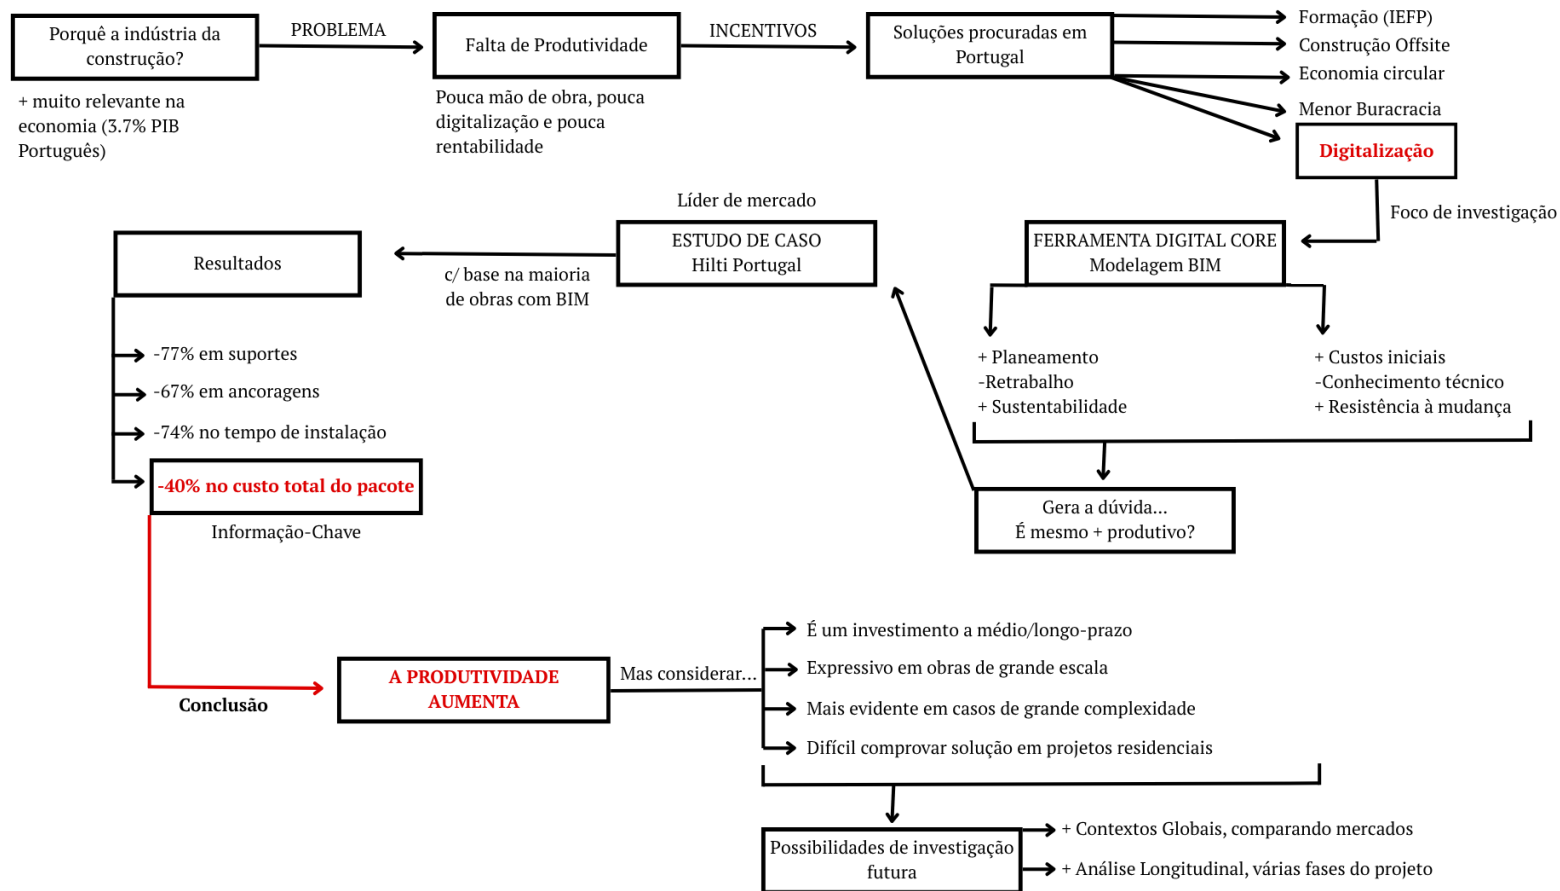 Porquê a indústria da
construção?
PROBLEMA
Falta de Produtividade
INCENTIVOS
Soluções procuradas em
Portugal
Formação (IEFP)
Construção Offsite
Economia circular
Menor Buracracia
Digitalização
+ muito relevante na
economia (3.7% PIB
Português)
Pouca mão de obra, pouca
digitalização e pouca
rentabilidade
Foco de investigação
FERRAMENTA DIGITAL CORE
Modelagem BIM
+ Planeamento
-Retrabalho
+ Sustentabilidade
+ Custos iniciais
-Conhecimento técnico
+ Resistência à mudança
Gera a dúvida...
É mesmo + produtivo?
Líder de mercado
ESTUDO DE CASO
Hilti Portugal
c/ base na maioria
de obras com BIM
Resultados
-77% em suportes
-67% em ancoragens
-74% no tempo de instalação
-40% no custo total do pacote
Informação-Chave
Conclusão
A PRODUTIVIDADE
AUMENTA
Mas considerar...
É um investimento a médio/longo-prazo
Expressivo em obras de grande escala
Mais evidente em casos de grande complexidade
Difícil comprovar solução em projetos residenciais
Possibilidades de investigação
futura
+ Contextos Globais, comparando mercados
+ Análise Longitudinal, várias fases do projeto